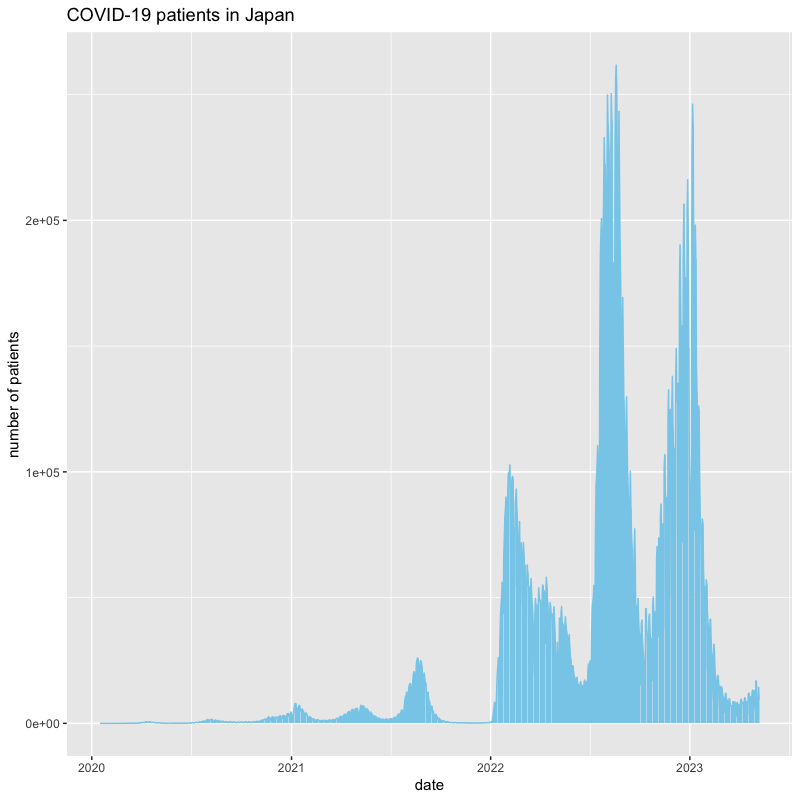 COVID-19 patients in Japan
number of patients
2e+05
1e+05
0e+00
2020
2021
2022
2023
date